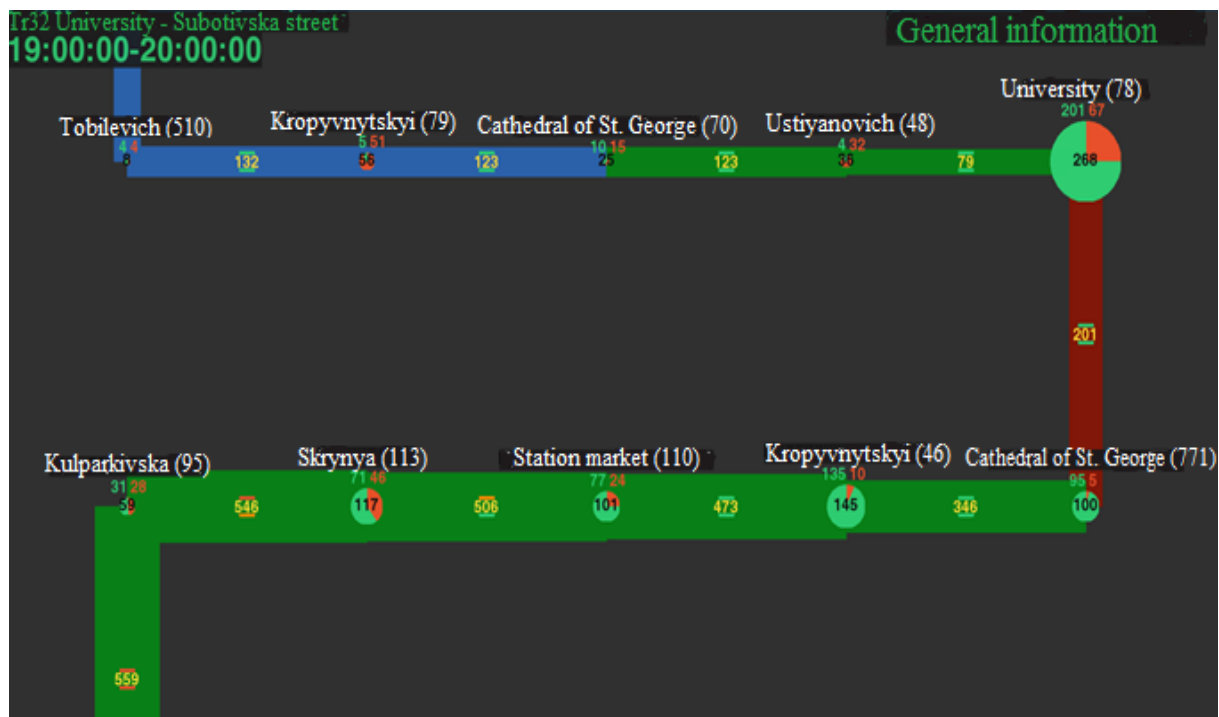 Tr32 University - Subotivska street
19:00:00-20:00:00
General information
University (78)
201 67
268
Tobilevich (510)
4 4
8
132
Kropyvnytskyi (79)
5 51
56
123
Cathedral of St. George (70)
10 15
25
123
Ustiyanovich (48)
4 32
36
79
201
Kulparkivska (95)
31 28
59
546
Skrynya (113)
71 46
117
506
Station market (110)
77 24
101
473
Kropyvnytskyi (46)
135 10
145
346
Cathedral of St. George (771)
95 5
100
559